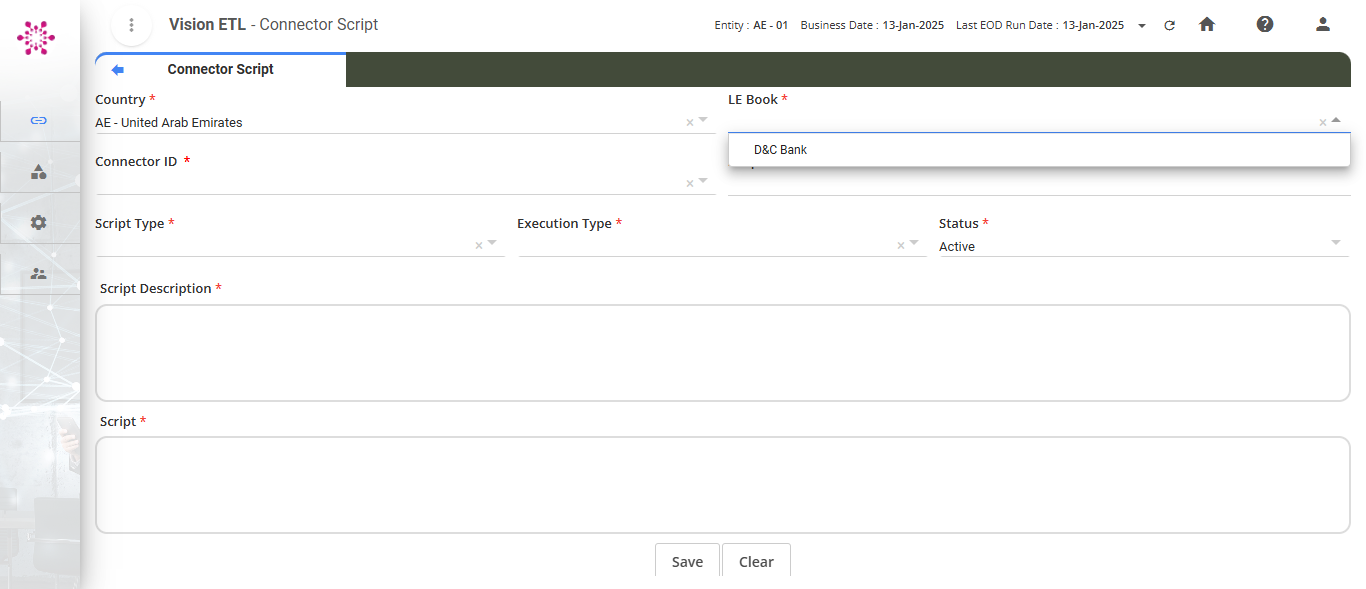 Vision ETL - Connector Script
Entity : AE - 01 Business Date : 13-Jan-2025 Last EOD Run Date : 13-Jan-2025
Connector Script
Country *
LE Book *
AE - United Arab Emirates
D&C Bank
Connector ID *
Script Type *
Execution Type *
Status *
Active
Script Description *
Script *
Save
Clear